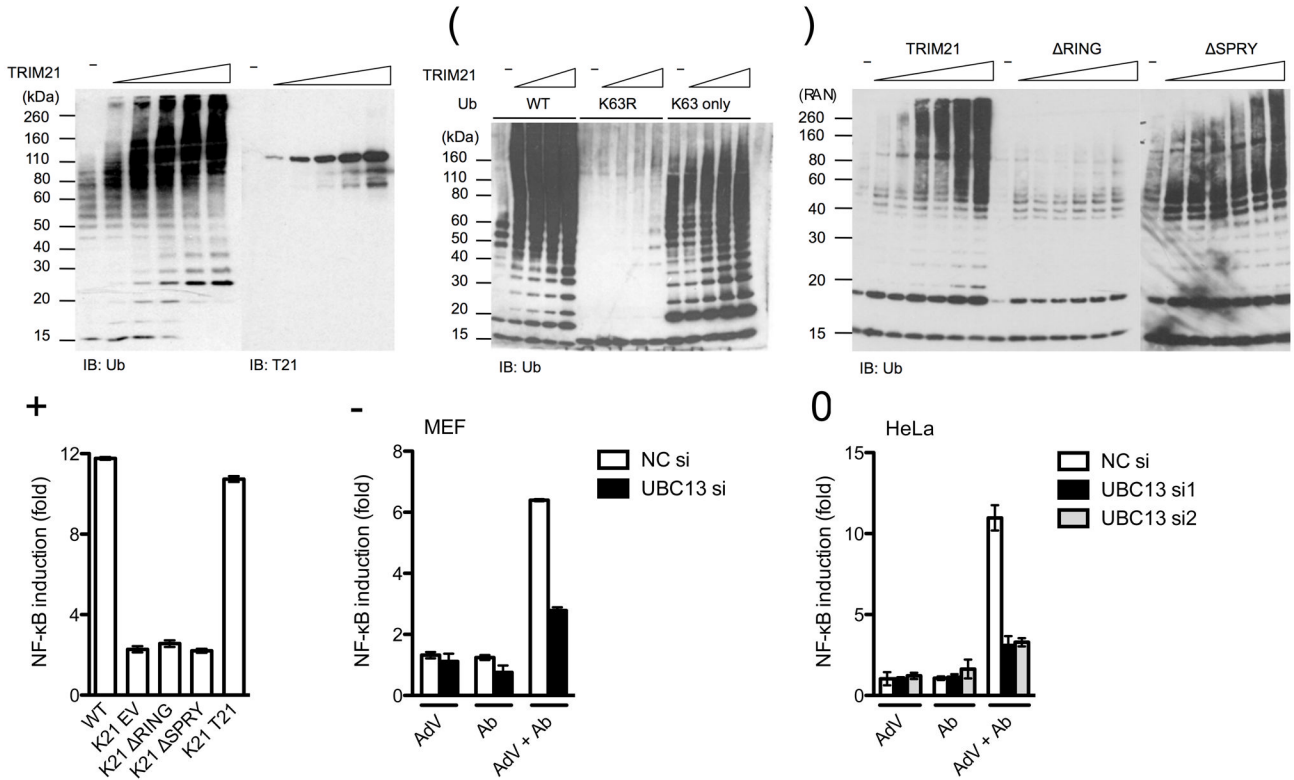 (
)
TRIM21 – –
(kDa)
260
160
110
80
60
50
40
30
20
15
IB: Ub IB: T21
TRIM21 – – –
Ub WT K63R K63 only
(kDa)
160
110
80
60
50
40
30
20
15
IB: Ub
TRIM21 ΔRING ΔSPRY
– – –
(RAN)
260
160
80
60
40
30
20
15
IB: Ub
+
NF-κB induction (fold)
12
8
4
0
WT K21 EV K21 ΔRING K21 ΔSPRY K21 T21
-
MEF
NF-κB induction (fold)
8
6
4
2
0
AdV Ab AdV + Ab
NC si
UBC13 si
0
HeLa
NF-κB induction (fold)
15
10
5
0
AdV Ab AdV + Ab
NC si
UBC13 si1
UBC13 si2